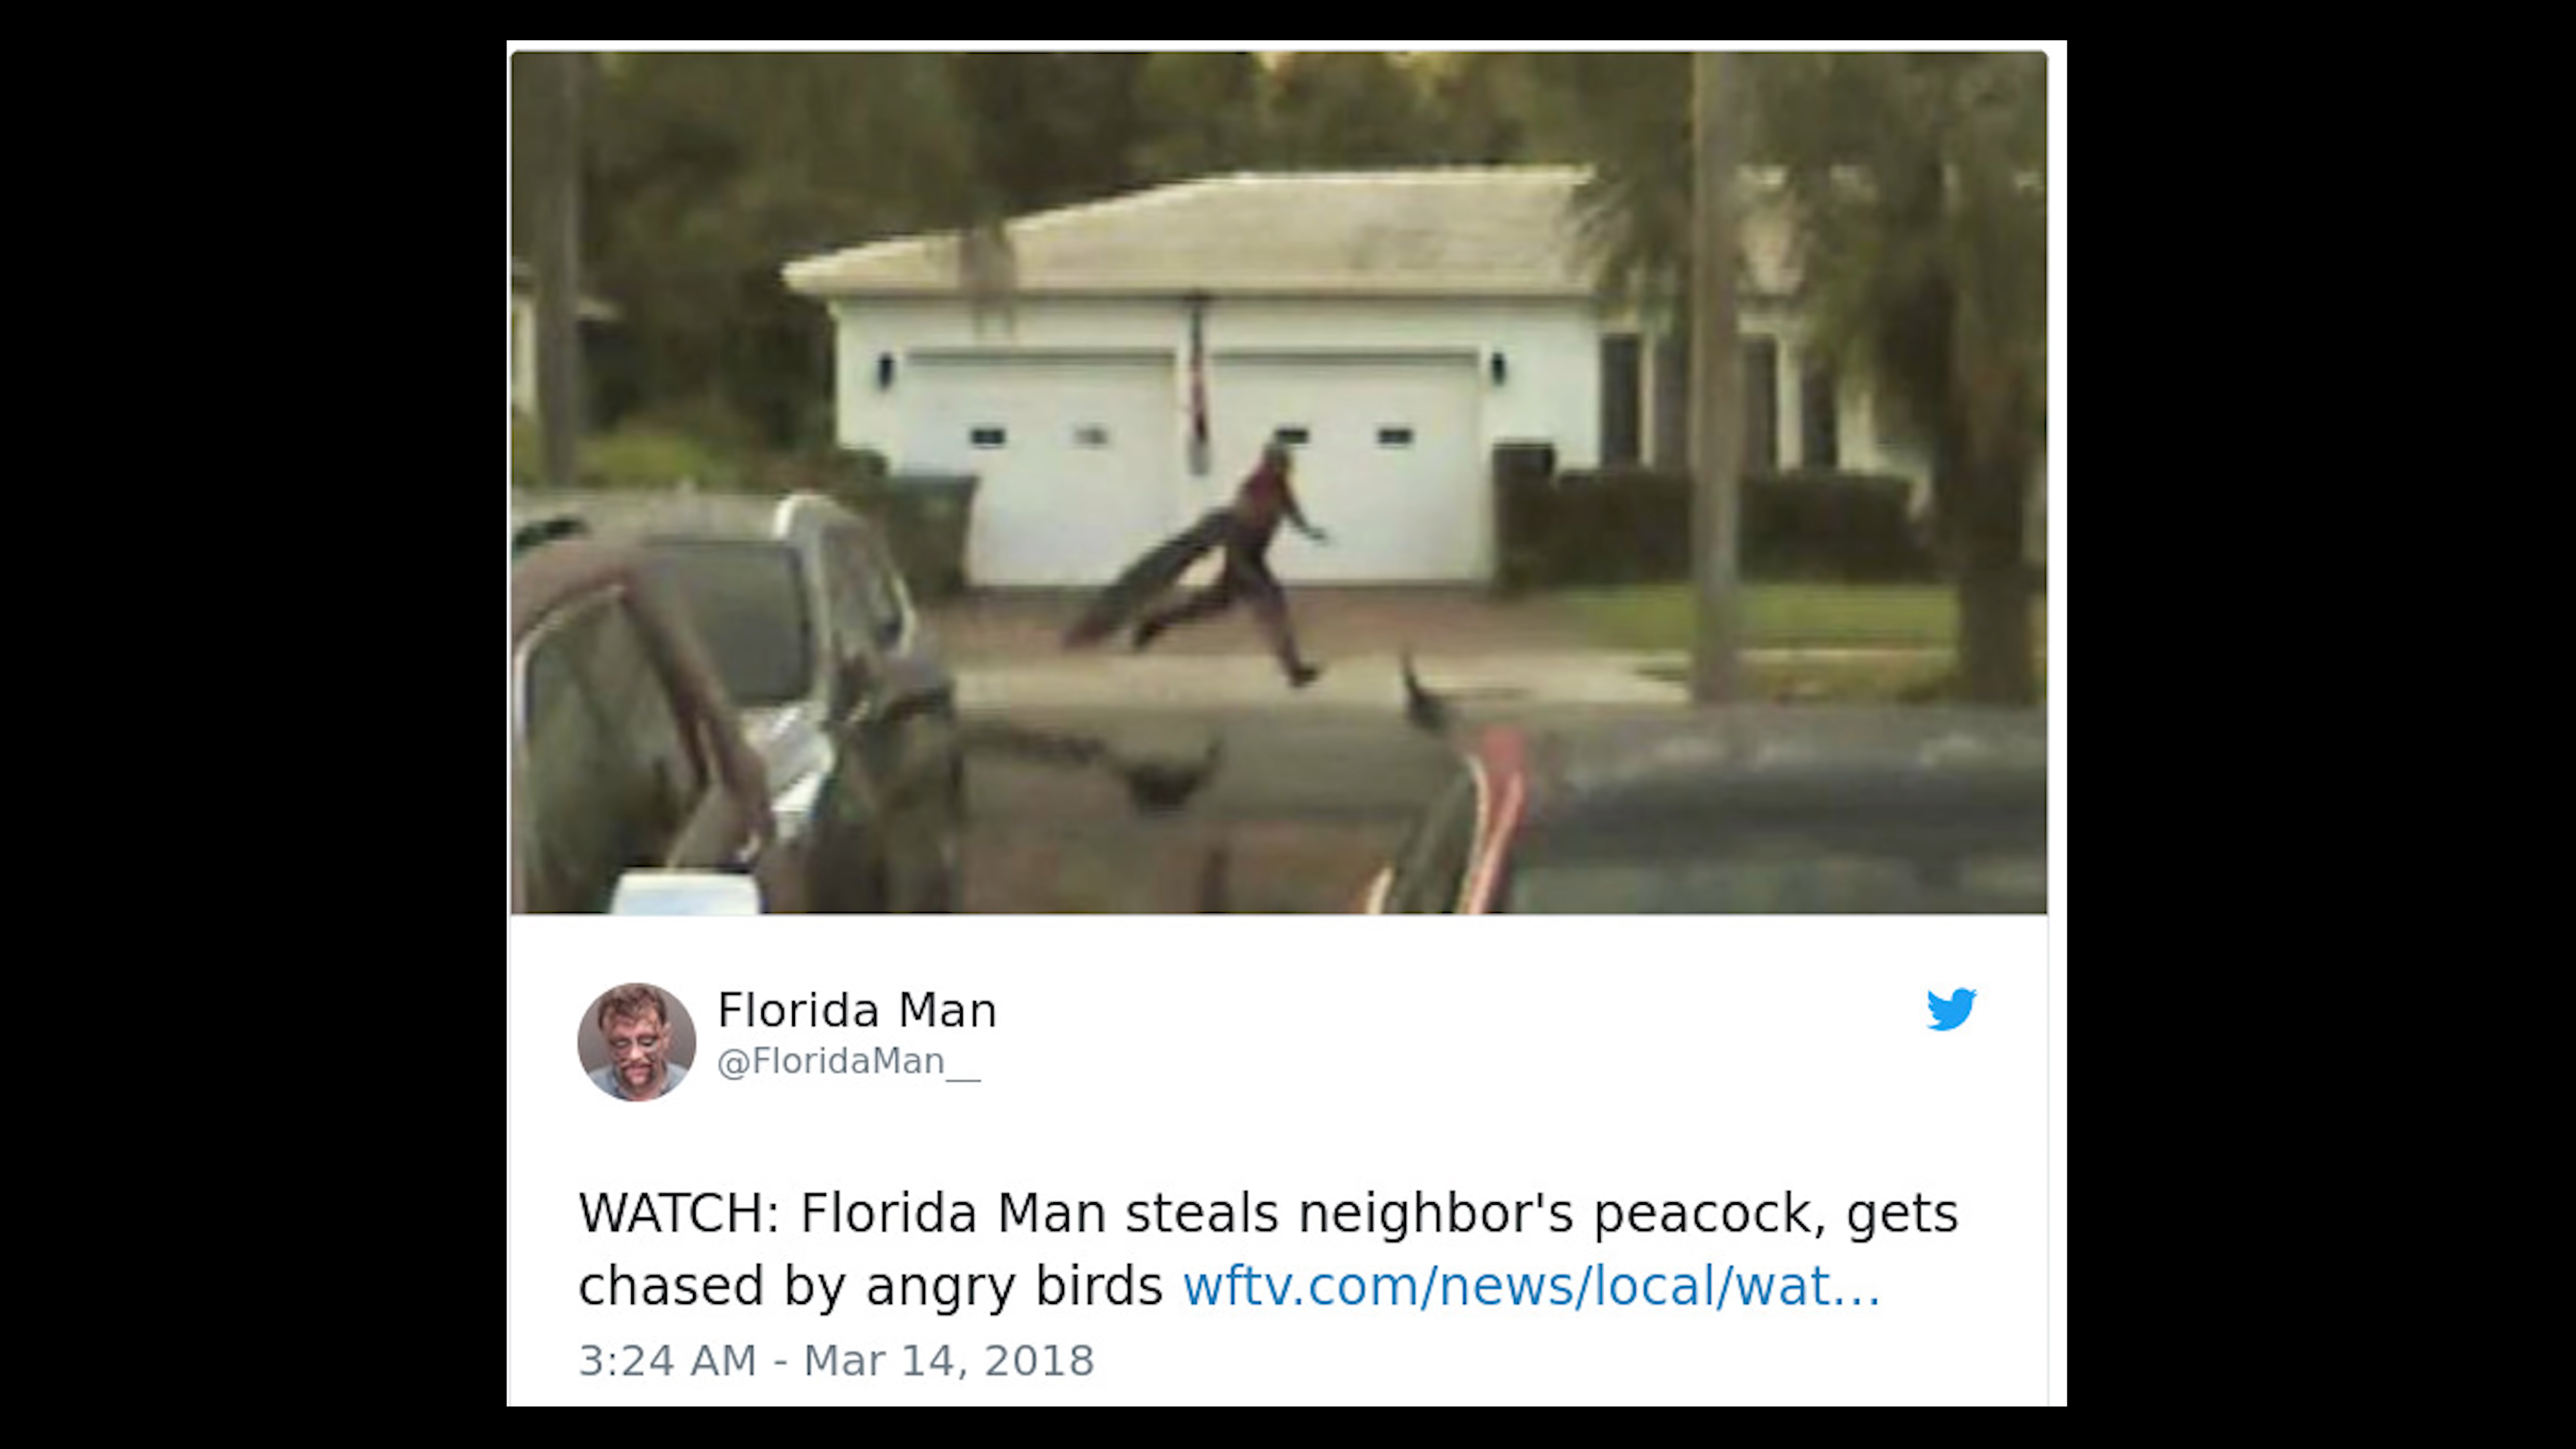 Florida Man
@FloridaMan__
WATCH: Florida Man steals neighbor's peacock, gets
chased by angry birds wftv.com/news/local/wat…
3:24 AM - Mar 14, 2018